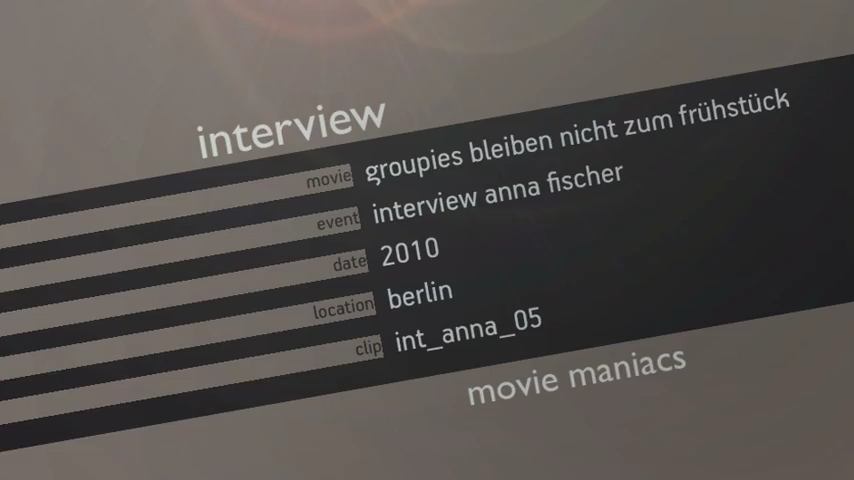 interview
movie groupies bleiben nicht zum frühstück
event interview anna fischer
date 2010
location berlin
clip int_anna_05
movie maniacs